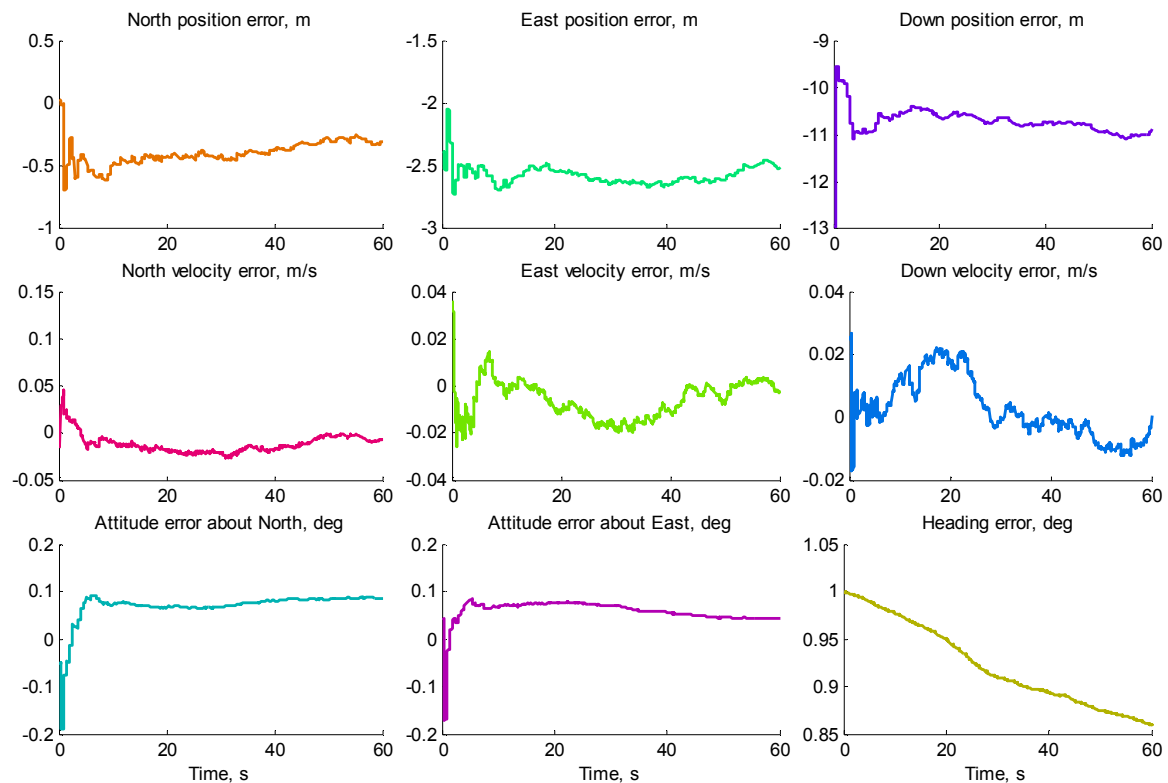 North position error, m
East position error, m
Down position error, m
0.5
0
-0.5
-1
0 20 40 60
-1.5
-2
-2.5
-3
0 20 40 60
-9
-10
-11
-12
-13
0 20 40 60
North velocity error, m/s
East velocity error, m/s
Down velocity error, m/s
0.15
0.1
0.05
0
-0.05
0 20 40 60
0.04
0.02
0
-0.02
-0.04
0 20 40 60
0.04
0.02
0
-0.02
0 20 40 60
Attitude error about North, deg
Attitude error about East, deg
Heading error, deg
0.2
0.1
0
-0.1
-0.2
0 20 40 60
Time, s
0.2
0.1
0
-0.1
-0.2
0 20 40 60
Time, s
1.05
1
0.95
0.9
0.85
0 20 40 60
Time, s